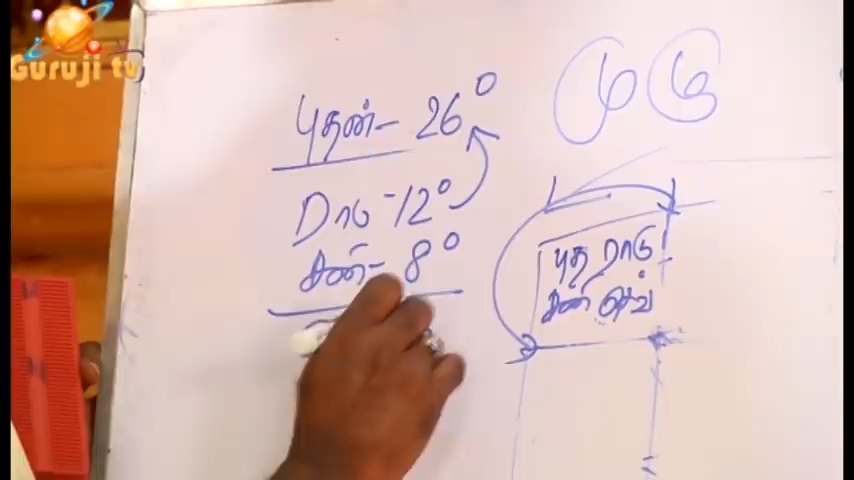 Guruji tv
புதன் - 26°
ராகு - 12°
சனி - 8°
புத ராகு
சனி செவ்